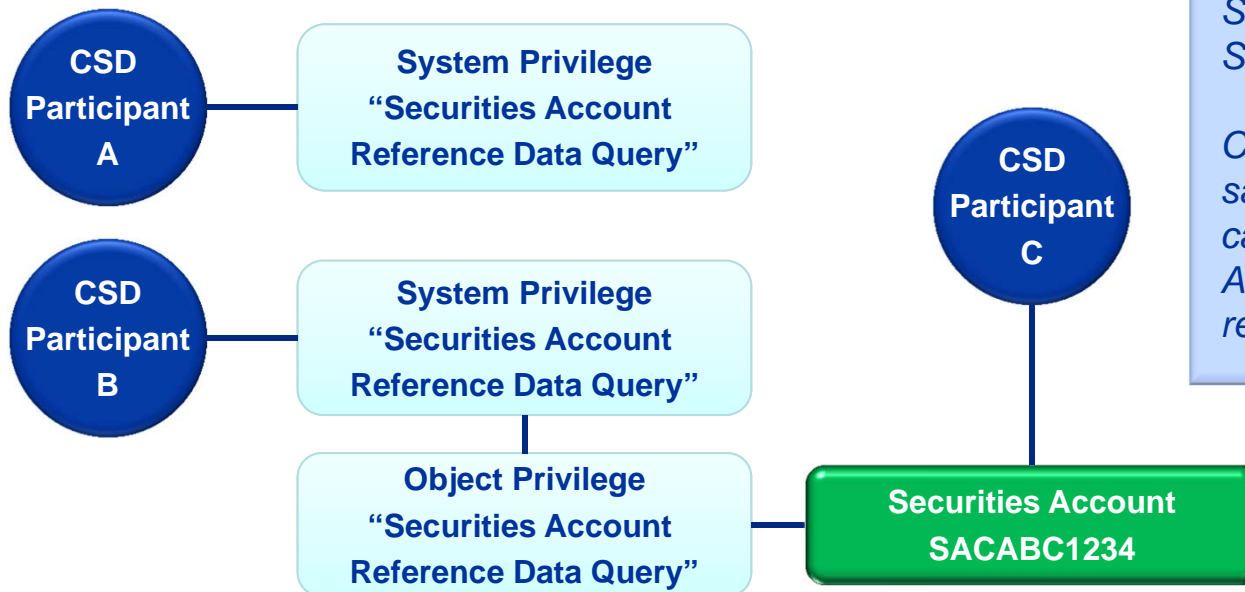 CSD
Participant
A
System Privilege
“Securities Account
Reference Data Query”
CSD
Participant
B
System Privilege
“Securities Account
Reference Data Query”
Object Privilege
“Securities Account
Reference Data Query”
CSD
Participant
C
Securities Account
SACABC1234